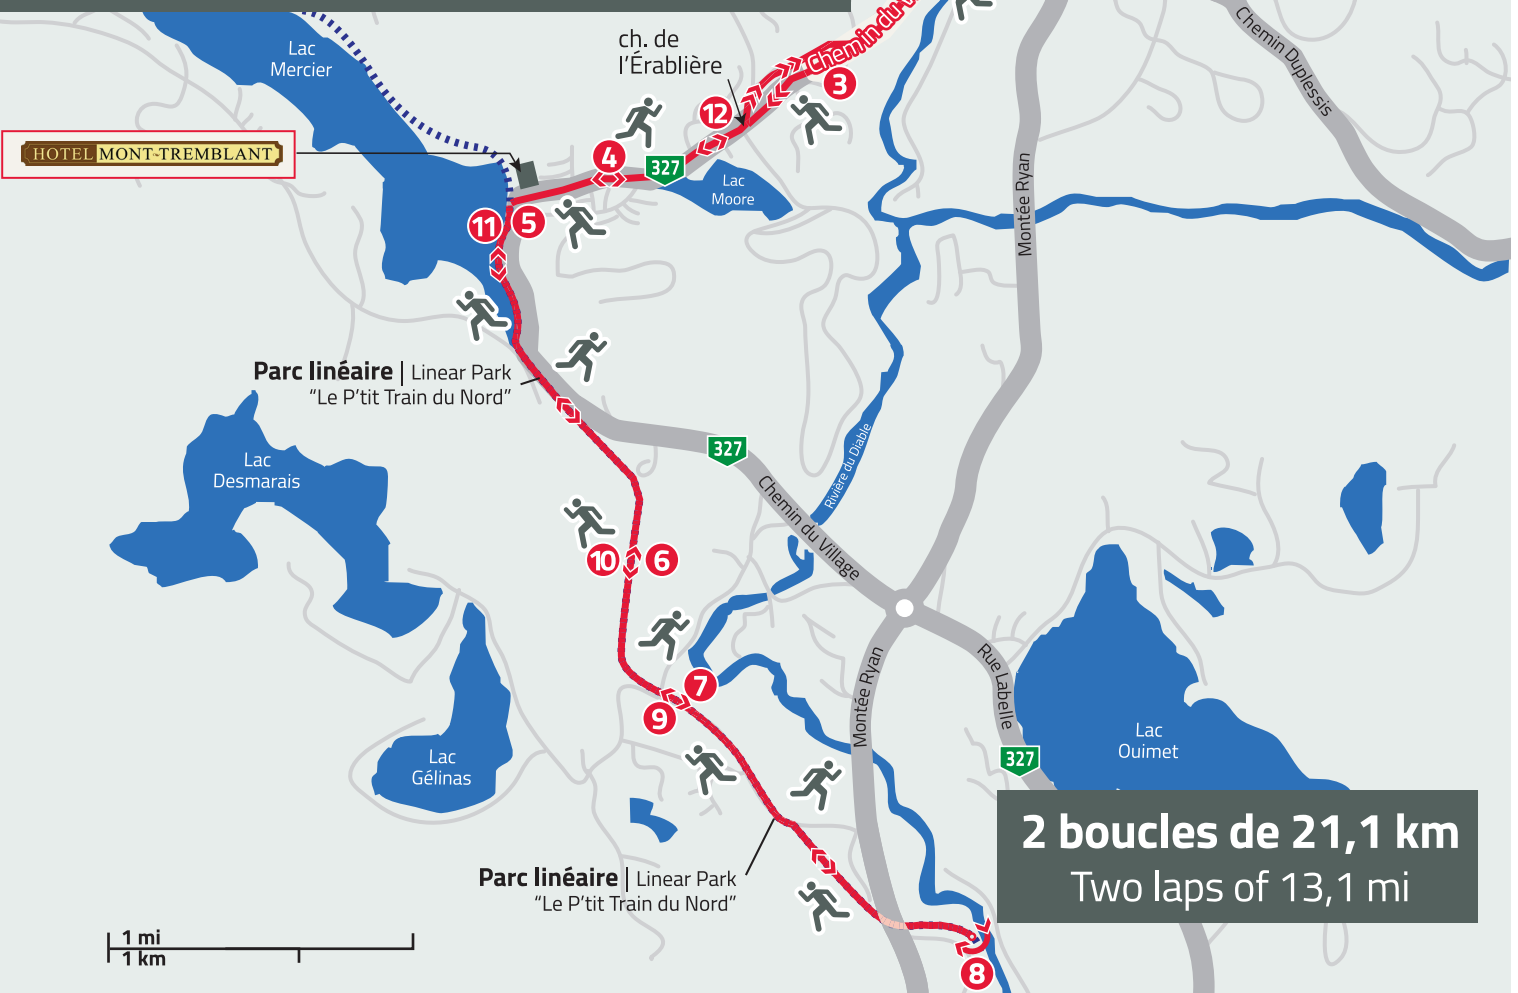 Chemin-du-Vi
ch. de
l'Érablière
Lac
Mercier
Chemin Duplessis
3
12
4
327
HOTEL MONT-TREMBLANT
Lac
Moore
Montée Ryan
11
5
Parc linéaire | Linear Park
"Le P'tit Train du Nord"
327
Lac
Desmarais
Rivière du Diable
Chemin du Village
10
6
Montée Ryan
Rue Labelle
7
9
Lac
Ouimet
327
Lac
Gélinas
2 boucles de 21,1 km
Two laps of 13,1 mi
Parc linéaire | Linear Park
"Le P'tit Train du Nord"
1 mi
1 km
8